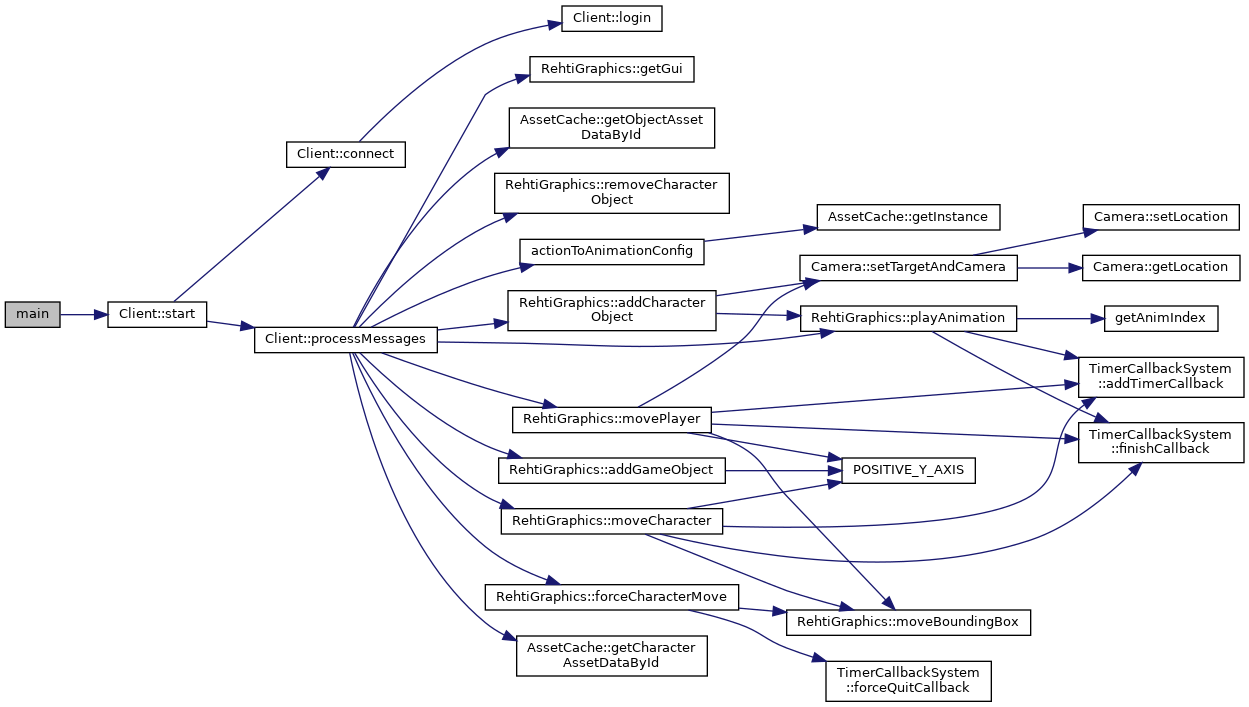 main
Client::start
Client::connect
Client::login
Client::processMessages
RehtiGraphics::getGui
AssetCache::getObjectAsset
DataById
RehtiGraphics::removeCharacter
Object
actionToAnimationConfig
AssetCache::getInstance
RehtiGraphics::addCharacter
Object
Camera::setTargetAndCamera
Camera::setLocation
Camera::getLocation
RehtiGraphics::playAnimation
getAnimIndex
TimerCallbackSystem
::addTimerCallback
TimerCallbackSystem
::finishCallback
RehtiGraphics::movePlayer
RehtiGraphics::addGameObject
POSITIVE_Y_AXIS
RehtiGraphics::moveCharacter
RehtiGraphics::forceCharacterMove
RehtiGraphics::moveBoundingBox
AssetCache::getCharacter
AssetDataById
TimerCallbackSystem
::forceQuitCallback